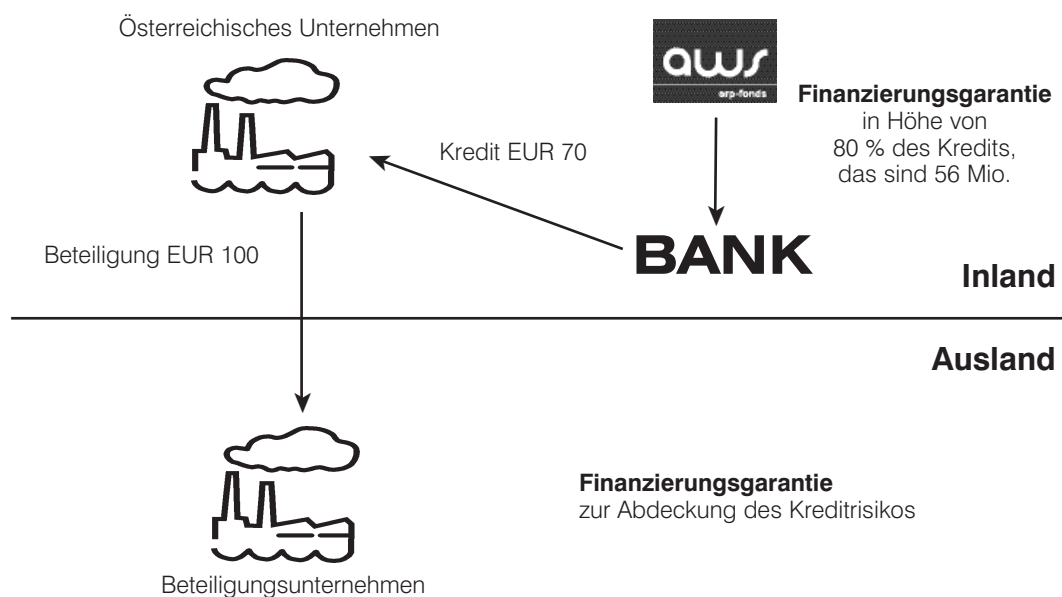 Österreichisches Unternehmen
aws
erp-fonds
Finanzierungsgarantie
in Höhe von
80 % des Kredits,
das sind 56 Mio.
Kredit EUR 70
Beteiligung EUR 100
BANK
Inland
Ausland
Finanzierungsgarantie
zur Abdeckung des Kreditrisikos
Beteiligungsunternehmen